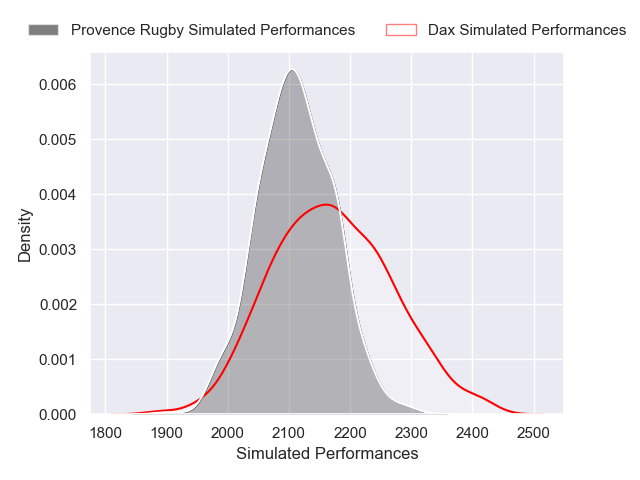 Provence Rugby Simulated Performances
Dax Simulated Performances
0.006
0.005
0.004
0.003
0.002
0.001
0.000
Density
1800 1900 2000 2100 2200 2300 2400 2500
Simulated Performances